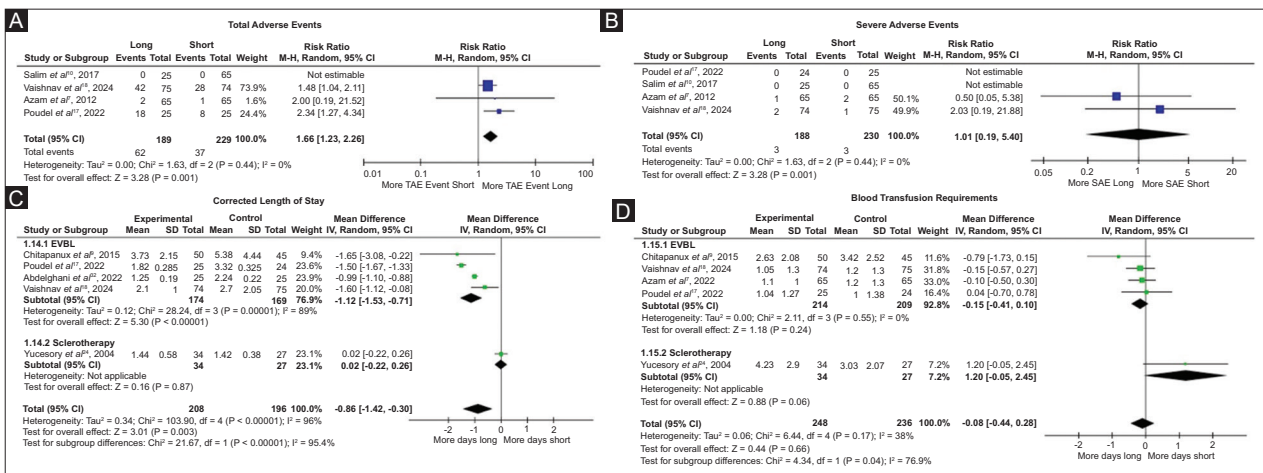 A
Total Adverse Events
Long Short Risk Ratio Risk Ratio
Study or Subgroup Events Total Events Total Weight M-H, Random, 95% CI M-H, Random, 95% CI
Salim et al¹⁰, 2017 0 25 0 65 Not estimable
Vaishnav et al¹⁸, 2024 42 75 28 74 73.9% 1.48 [1.04, 2.11]
Azam et al⁷, 2012 2 65 1 65 1.6% 2.00 [0.19, 21.52]
Poudel et al¹⁷, 2022 18 25 8 25 24.4% 2.34 [1.27, 4.34]
Total (95% CI) 189 229 100.0% 1.66 [1.23, 2.26]
Total events 62 37
Heterogeneity: Tau² = 0.00; Chi² = 1.63, df = 2 (P = 0.44); I² = 0%
Test for overall effect: Z = 3.28 (P = 0.001)
0.01 0.1 1 10 100
More TAE Event Short More TAE Event Long
B
Severe Adverse Events
Long Short Risk Ratio Risk Ratio
Study or Subgroup Events Total Events Total Weight M-H, Random, 95% CI M-H, Random, 95% CI
Poudel et al¹⁷, 2022 0 24 0 25 Not estimable
Salim et al¹⁰, 2017 0 25 0 65 Not estimable
Azam et al⁷, 2012 1 65 2 65 50.1% 0.50 [0.05, 5.38]
Vaishnav et al¹⁸, 2024 2 74 1 75 49.9% 2.03 [0.19, 21.88]
Total (95% CI) 188 230 100.0% 1.01 [0.19, 5.40]
Total events 3 3
Heterogeneity: Tau² = 0.00; Chi² = 1.63, df = 2 (P = 0.44); I² = 0%
Test for overall effect: Z = 3.28 (P = 0.001)
0.05 0.2 1 5 20
More SAE Long More SAE Short
C
Corrected Length of Stay
Experimental Control Mean Difference Mean Difference
Study or Subgroup Mean SD Total Mean SD Total Weight IV, Random, 95% CI IV, Random, 95% CI
1.14.1 EVBL
Chitapanux et al⁹, 2015 3.73 2.15 50 5.38 4.44 45 9.4% -1.65 [-3.08, -0.22]
Poudel et al¹⁷, 2022 1.82 0.285 25 3.32 0.325 24 23.6% -1.50 [-1.67, -1.33]
Abdelghani et al²², 2022 1.25 0.19 25 2.24 0.22 25 23.9% -0.99 [-1.10, -0.88]
Vaishnav et al¹⁸, 2024 2.1 1 74 2.7 2.05 75 20.0% -1.60 [-1.12, -0.08]
Subtotal (95% CI) 174 169 76.9% -1.12 [-1.53, -0.71]
Heterogeneity: Tau² = 0.12; Chi² = 28.24, df = 3 (P = 0.00001); I² = 89%
Test for overall effect: Z = 5.30 (P < 0.00001)
1.14.2 Sclerotherapy
Yucesory et al²⁴, 2004 1.44 0.58 34 1.42 0.38 27 23.1% 0.02 [-0.22, 0.26]
Subtotal (95% CI) 34 27 23.1% 0.02 [-0.22, 0.26]
Heterogeneity: Not applicable
Test for overall effect: Z = 0.16 (P = 0.87)
Total (95% CI) 208 196 100.0% -0.86 [-1.42, -0.30]
Heterogeneity: Tau² = 0.34; Chi² = 103.90, df = 4 (P < 0.00001); I² = 96%
Test for overall effect: Z = 3.01 (P = 0.003)
Test for subgroup differences: Chi² = 21.67, df = 1 (P < 0.00001); I² = 95.4%
-2 -1 0 1 2
More days long More days short
D
Blood Transfusion Requirements
Experimental Control Mean Difference Mean Difference
Study or Subgroup Mean SD Total Mean SD Total Weight IV, Random, 95% CI IV, Random, 95% CI
1.15.1 EVBL
Chitapanux et al⁹, 2015 2.63 2.08 50 3.42 2.52 45 12.4% -0.79 [-1.73, 0.15]
Vaishnav et al¹⁸, 2024 1.05 1.3 74 1.2 1.3 75 31.8% -0.15 [-0.57, 0.27]
Azam et al⁷, 2022 1.1 1 65 1.2 1.3 65 33.0% -0.10 [-0.50, 0.30]
Poudel et al¹⁷, 2022 1.04 1.27 25 1 1.38 24 16.4% 0.04 [-0.70, 0.78]
Subtotal (95% CI) 214 209 92.8% -0.15 [-0.41, 0.10]
Heterogeneity: Tau² = 0.00; Chi² = 2.11, df = 3 (P = 0.55); I² = 0%
Test for overall effect: Z = 1.18 (P = 0.24)
1.15.2 Sclerotherapy
Yucesory et al²⁴, 2004 4.23 2.9 34 3.03 2.07 27 7.2% 1.20 [-0.05, 2.45]
Subtotal (95% CI) 34 27 7.2% 1.20 [-0.05, 2.45]
Heterogeneity: Not applicable
Test for overall effect: Z = 0.88 (P = 0.06)
Total (95% CI) 248 236 100.0% -0.08 [-0.44, 0.28]
Heterogeneity: Tau² = 0.06; Chi² = 6.44, df = 4 (P = 0.17); I² = 38%
Test for overall effect: Z = 0.44 (P = 0.66)
Test for subgroup differences: Chi² = 4.34, df = 1 (P = 0.04); I² = 76.9%
-2 -1 0 1 2
More days long More days short